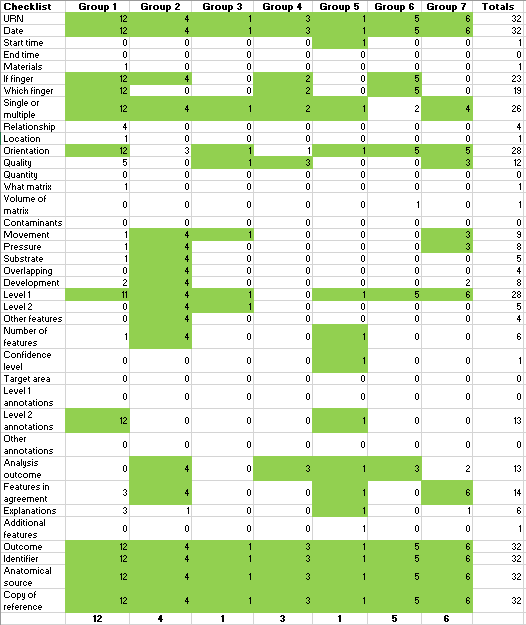 Checklist Group 1 Group 2 Group 3 Group 4 Group 5 Group 6 Group 7 Totals
URN 12 4 1 3 1 5 6 32
Date 12 4 1 3 1 5 6 32
Start time 0 0 0 0 1 0 0 1
End time 0 0 0 0 0 0 0 0
Materials 1 0 0 0 0 0 0 1
If finger 12 4 0 2 0 5 0 23
Which finger 12 0 0 2 0 5 0 19
Single or
multiple 12 4 1 2 1 2 4 26
Relationship 4 0 0 0 0 0 0 4
Location 1 0 0 0 0 0 0 1
Orientation 12 3 1 1 1 5 5 28
Quality 5 0 1 3 0 0 3 12
Quantity 0 0 0 0 0 0 0 0
What matrix 1 0 0 0 0 0 0 1
Volume of
matrix 0 0 0 0 0 1 0 1
Contaminants 0 0 0 0 0 0 0 0
Movement 1 4 1 0 0 0 3 9
Pressure 1 4 0 0 0 0 3 8
Substrate 1 4 0 0 0 0 0 5
Overlapping 0 4 0 0 0 0 0 4
Development 2 4 0 0 0 0 2 8
Level 1 11 4 1 0 1 5 6 28
Level 2 0 4 1 0 0 0 0 5
Other features 0 4 0 0 0 0 0 4
Number of
features 1 4 0 0 1 0 0 6
Confidence
level 0 0 0 0 1 0 0 1
Target area 0 0 0 0 0 0 0 0
Level 1
annotations 0 0 0 0 0 0 0 0
Level 2
annotations 12 0 0 0 1 0 0 13
Other
annotations 0 0 0 0 0 0 0 0
Analysis
outcome 0 4 0 3 1 3 2 13
Features in
agreement 3 4 0 0 1 0 6 14
Explanations 3 1 0 0 1 0 1 6
Additional
features 0 0 0 0 1 0 0 1
Outcome 12 4 1 3 1 5 6 32
Identifier 12 4 1 3 1 5 6 32
Anatomical
source 12 4 1 3 1 5 6 32
Copy of
reference 12 4 1 3 1 5 6 32
12 4 1 3 1 5 6